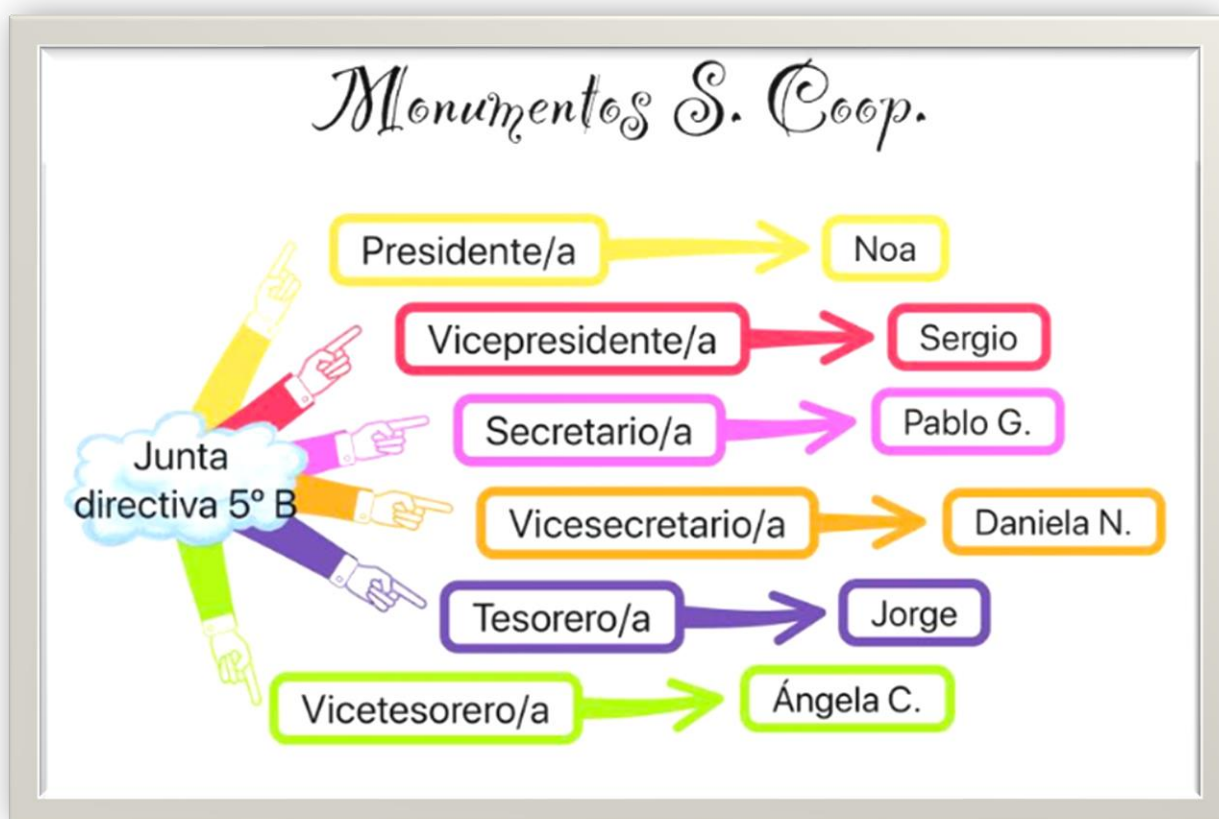 Monumentos S. Coop.
Presidente/a
Noa
Vicepresidente/a
Sergio
Secretario/a
Pablo G.
Junta
directiva 5º B
Vicesecretario/a
Daniela N.
Tesorero/a
Jorge
Vicetesorero/a
Ángela C.